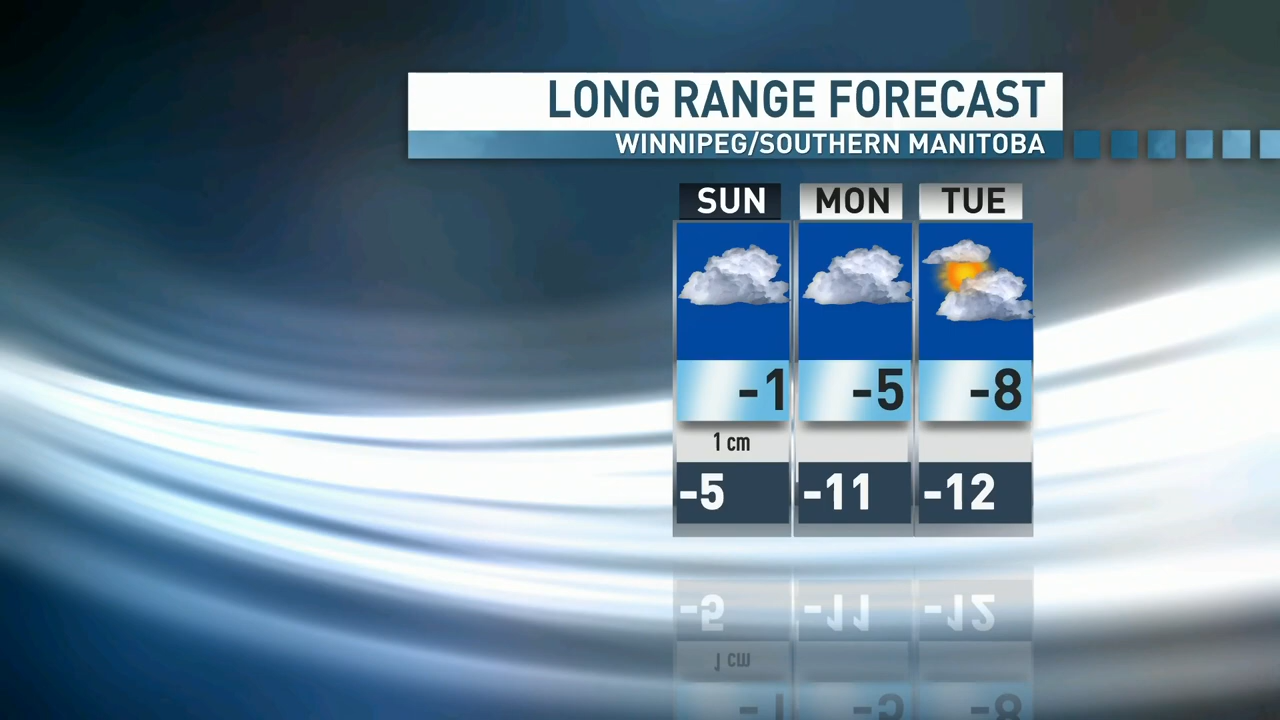 LONG RANGE FORECAST
WINNIPEG/SOUTHERN MANITOBA
SUN MON TUE
-1 -5 -8
1 cm
-5 -11 -12